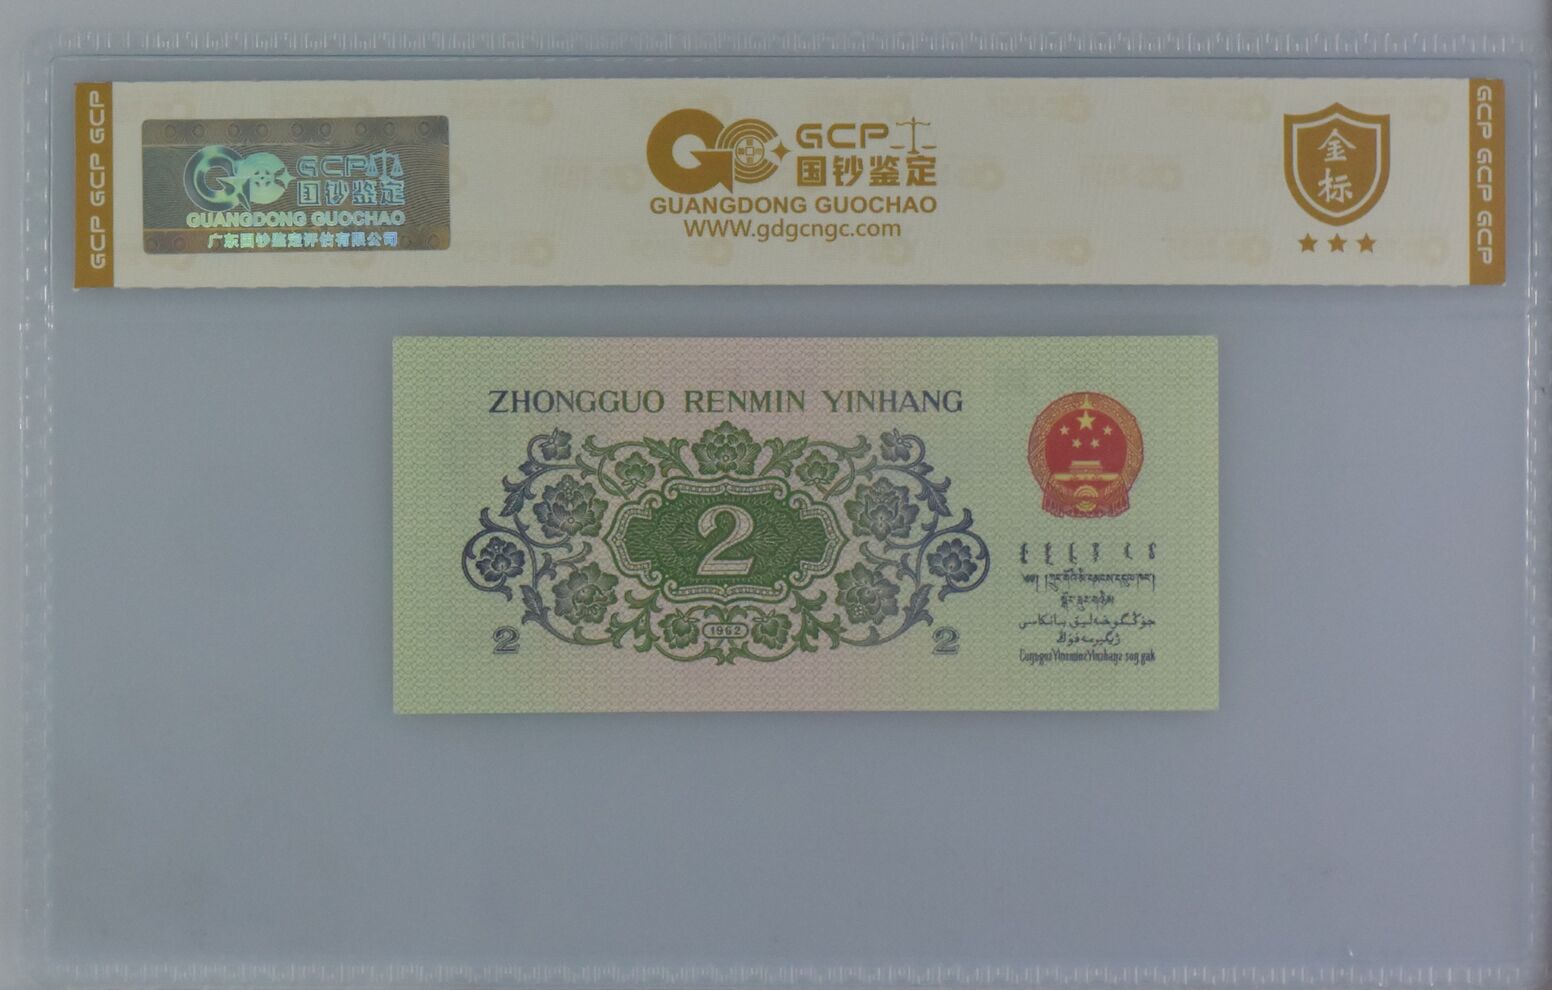 GCP GCP GCP
GCP
国钞鉴定
GUANGDONG GUOCHAO
广东国钞鉴定评估有限公司
GCP
国钞鉴定
GUANGDONG GUOCHAO
WWW.gdgcngc.com
金
标
GCP GCP GCP
ZHONGGUO RENMIN YINHANG
2
1962
2 2